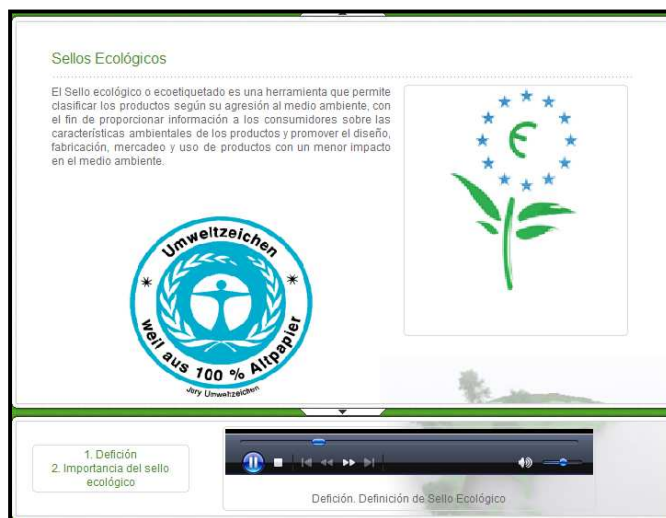 Sellos Ecológicos
El Sello ecológico o ecoetiquetado es una herramienta que permite
clasificar los productos según su agresión al medio ambiente, con
el fin de proporcionar información a los consumidores sobre las
características ambientales de los productos y promover el diseño,
fabricación, mercadeo y uso de productos con un menor impacto
en el medio ambiente.
Umweltzeichen
weil aus 100 % Altpapier
Jury Umweltzeichen
1. Defición
2. Importancia del sello
ecológico
Defición. Definición de Sello Ecológico